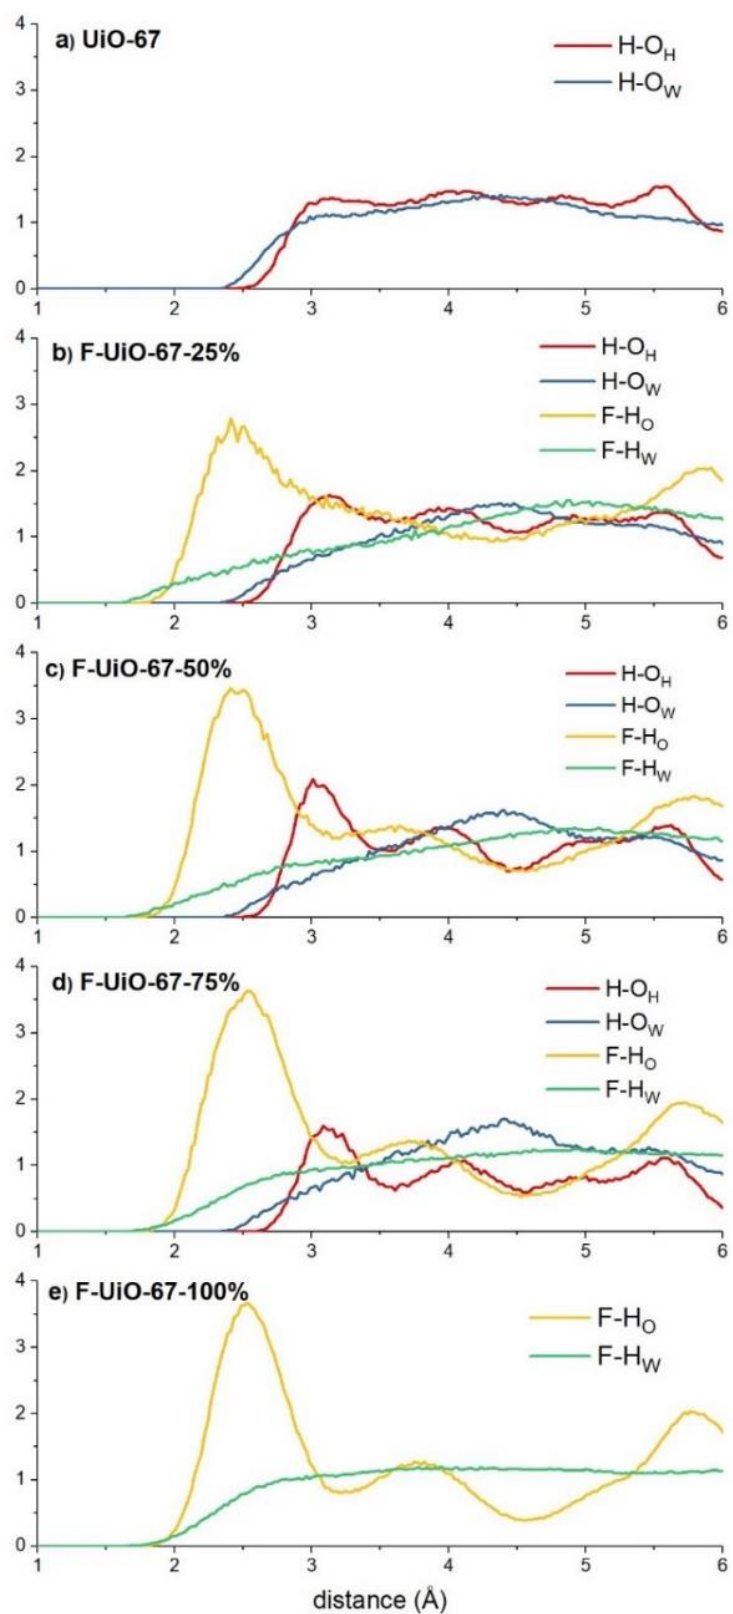 a) UiO-67
H-OH
H-OW
4
3
2
1
0
1 2 3 4 5 6
b) F-UiO-67-25%
H-OH
H-OW
F-HO
F-HW
4
3
2
1
0
1 2 3 4 5 6
c) F-UiO-67-50%
H-OH
H-OW
F-HO
F-HW
4
3
2
1
0
1 2 3 4 5 6
d) F-UiO-67-75%
H-OH
H-OW
F-HO
F-HW
4
3
2
1
0
1 2 3 4 5 6
e) F-UiO-67-100%
F-HO
F-HW
4
3
2
1
0
1 2 3 4 5 6
distance (Å)